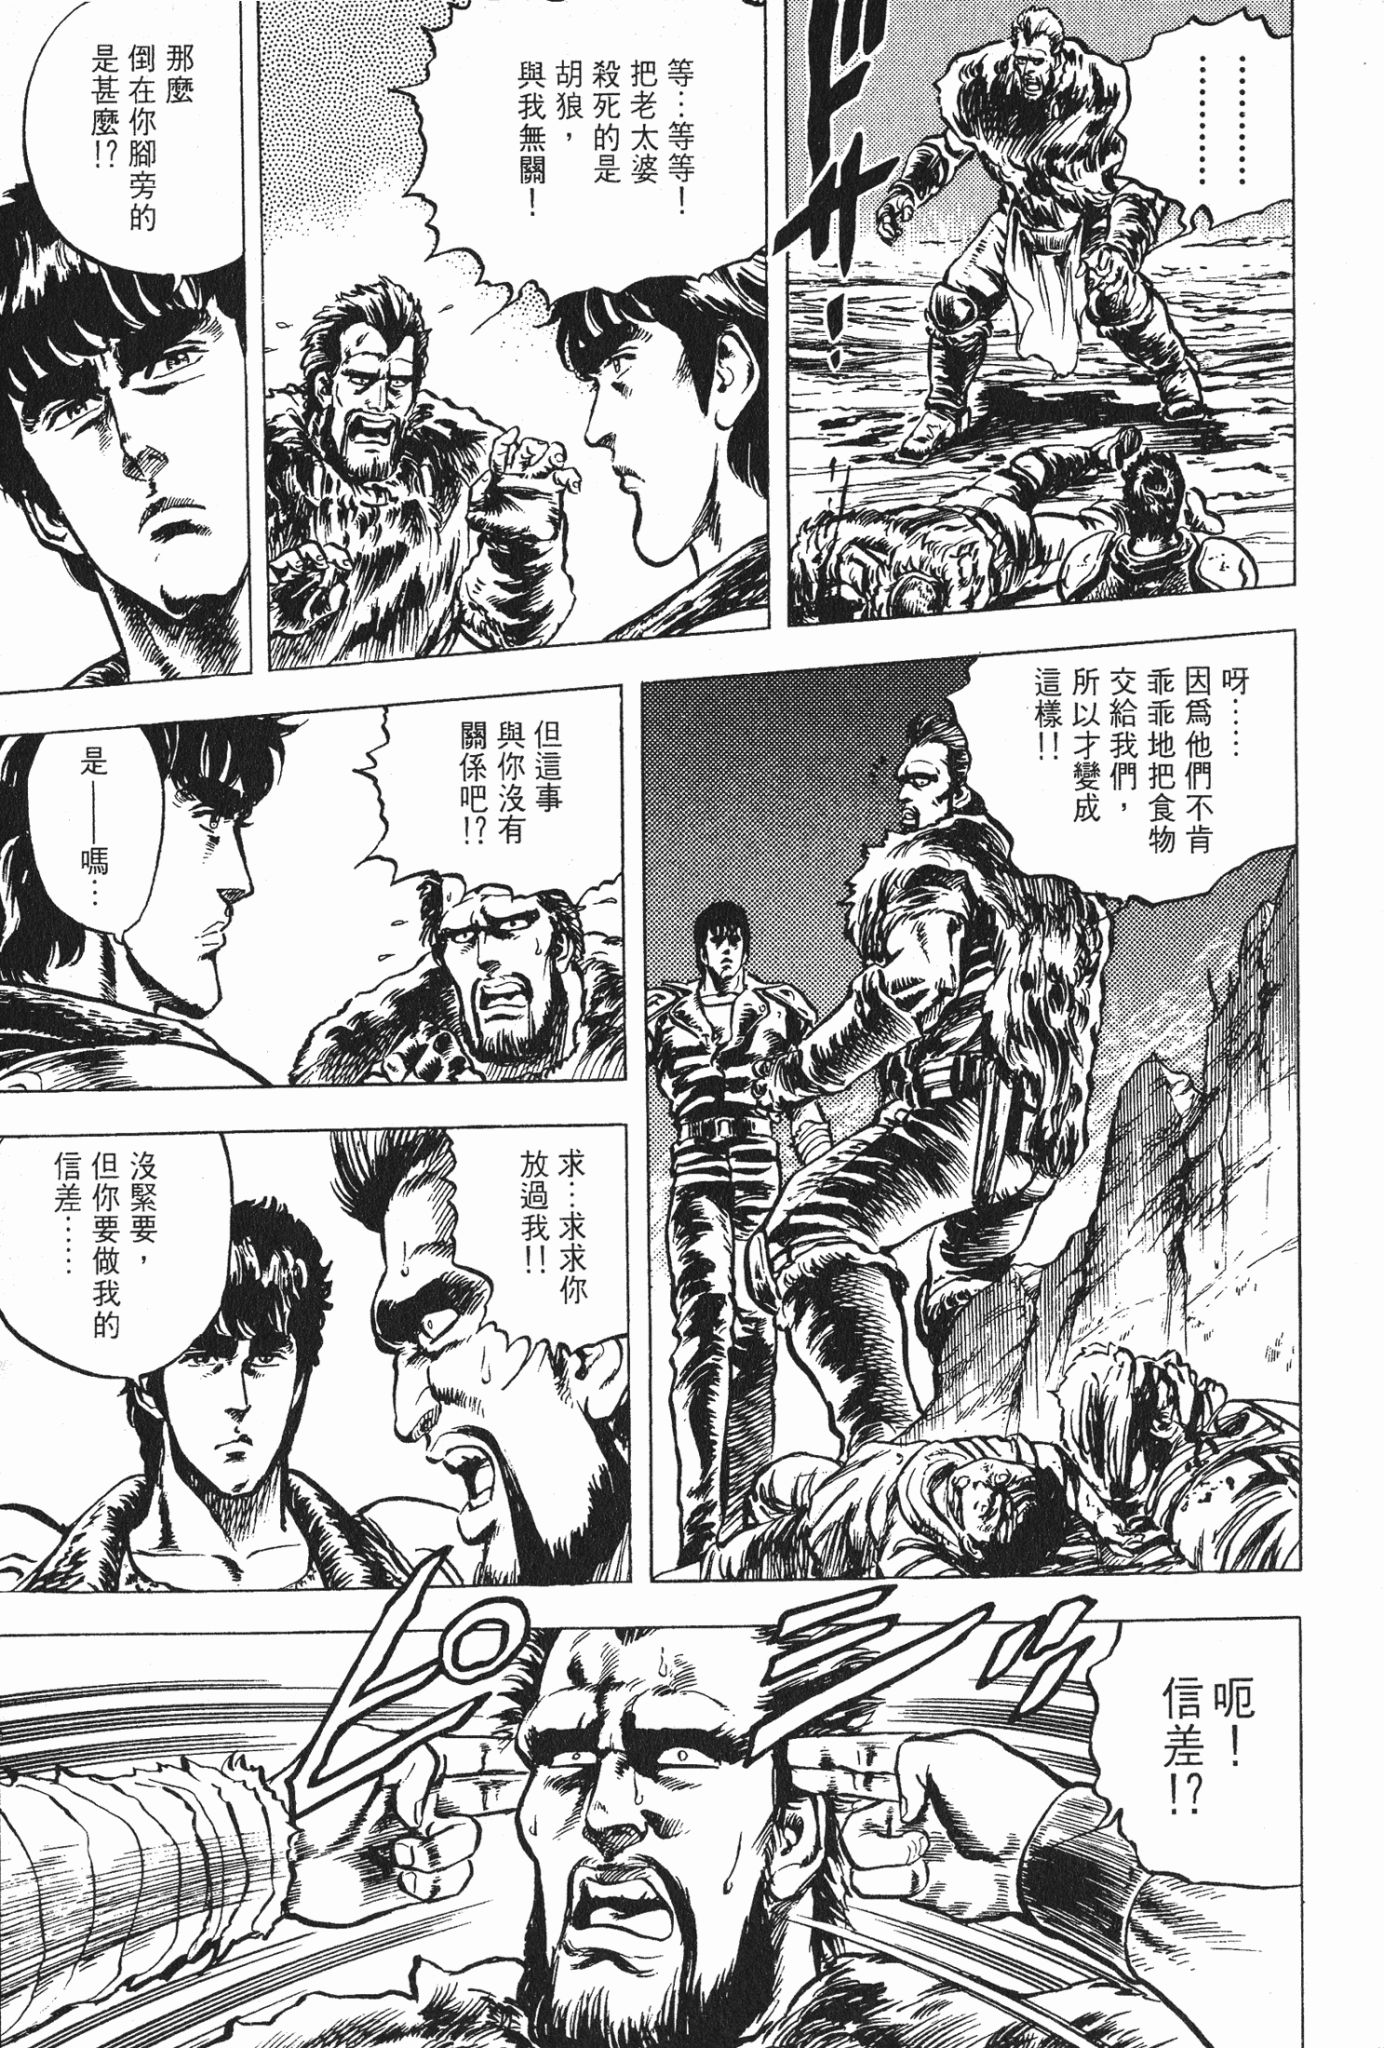 …………
…………
ドドド…!
等…等等!
把老太婆
殺死的是
胡狼，
與我無關!
那麼
倒在你腳旁的
是甚麼!?
呀……
因爲他們不肯
乖乖地把食物
交給我們，
所以才變成
這樣!!
但這事
與你沒有
關係吧!?
是——嗎…
求…求求你
放過我!!
沒緊要，
但你要做我的
信差……
呃!
信差!?
ピシッ